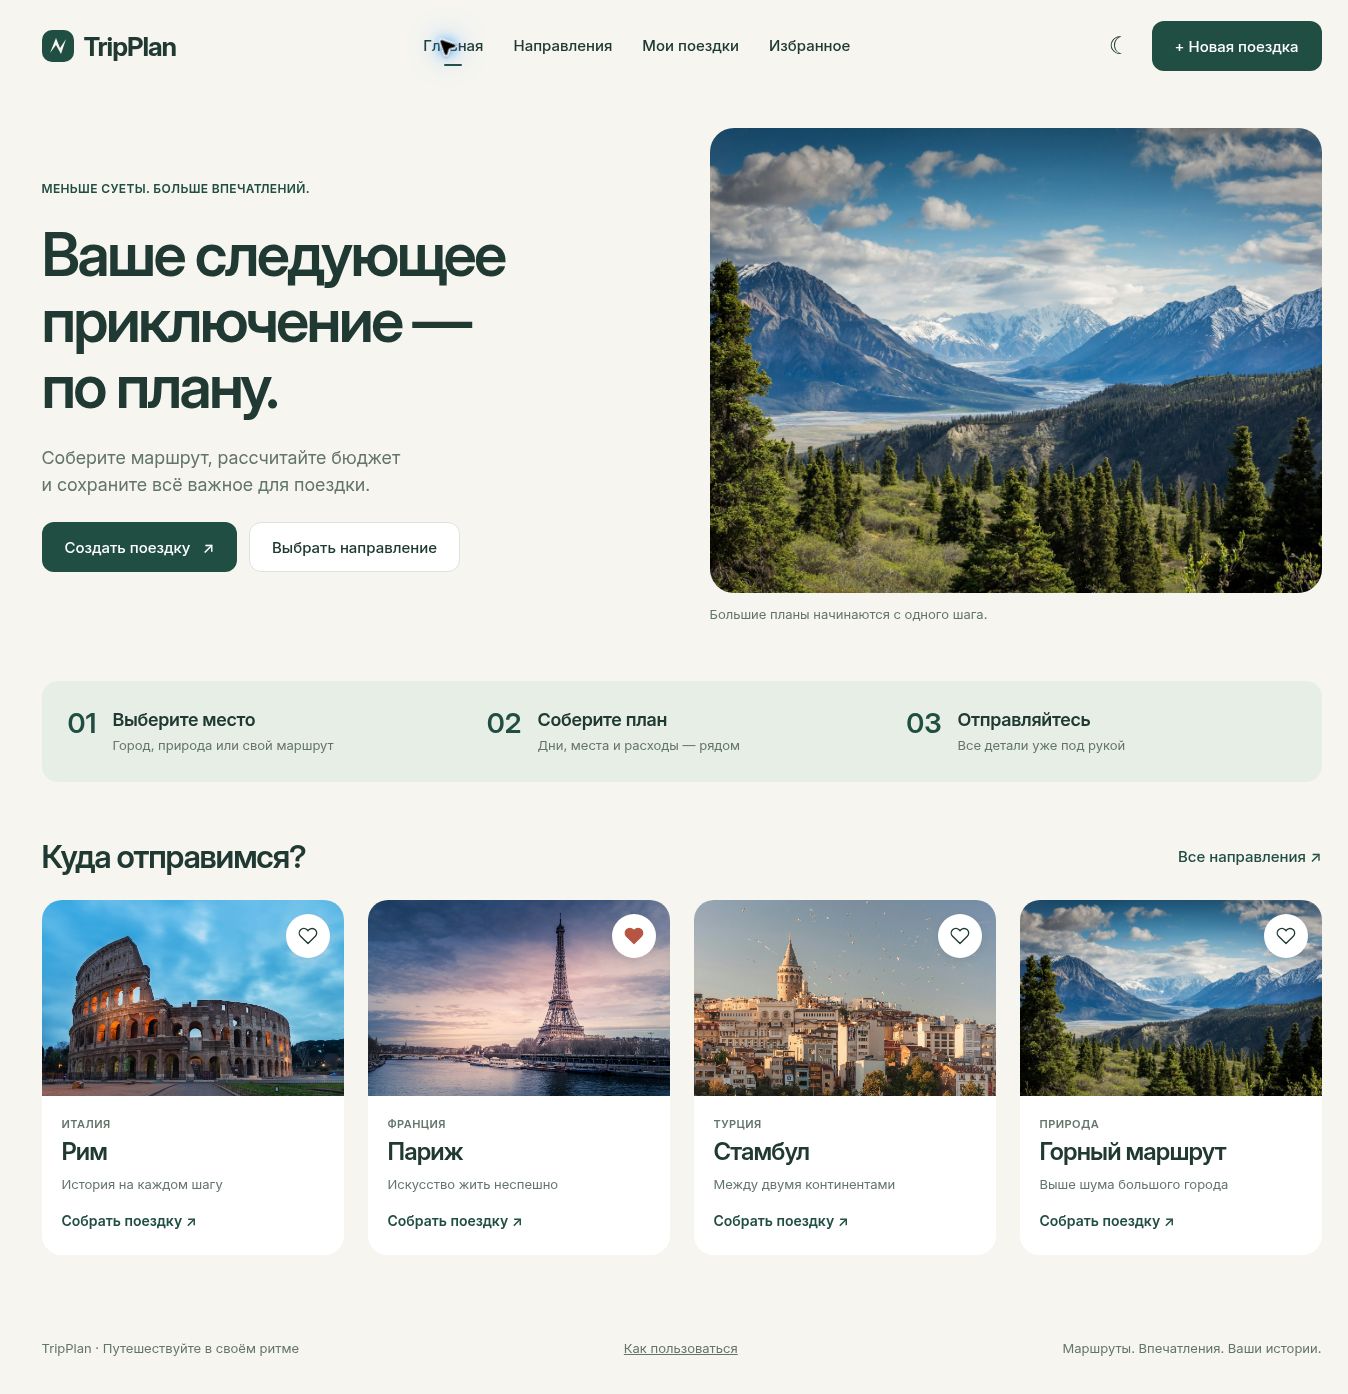 TripPlan
Главная
Направления
Мои поездки
Избранное
+ Новая поездка
МЕНЬШЕ СУЕТЫ. БОЛЬШЕ ВПЕЧАТЛЕНИЙ.
Ваше следующее
приключение —
по плану.
Соберите маршрут, рассчитайте бюджет
и сохраните всё важное для поездки.
Создать поездку ↗
Выбрать направление
Большие планы начинаются с одного шага.
01 Выберите место
Город, природа или свой маршрут
02 Соберите план
Дни, места и расходы — рядом
03 Отправляйтесь
Все детали уже под рукой
Куда отправимся?
Все направления ↗
ИТАЛИЯ
Рим
История на каждом шагу
Собрать поездку ↗
ФРАНЦИЯ
Париж
Искусство жить неспешно
Собрать поездку ↗
ТУРЦИЯ
Стамбул
Между двумя континентами
Собрать поездку ↗
ПРИРОДА
Горный маршрут
Выше шума большого города
Собрать поездку ↗
TripPlan · Путешествуйте в своём ритме
Как пользоваться
Маршруты. Впечатления. Ваши истории.